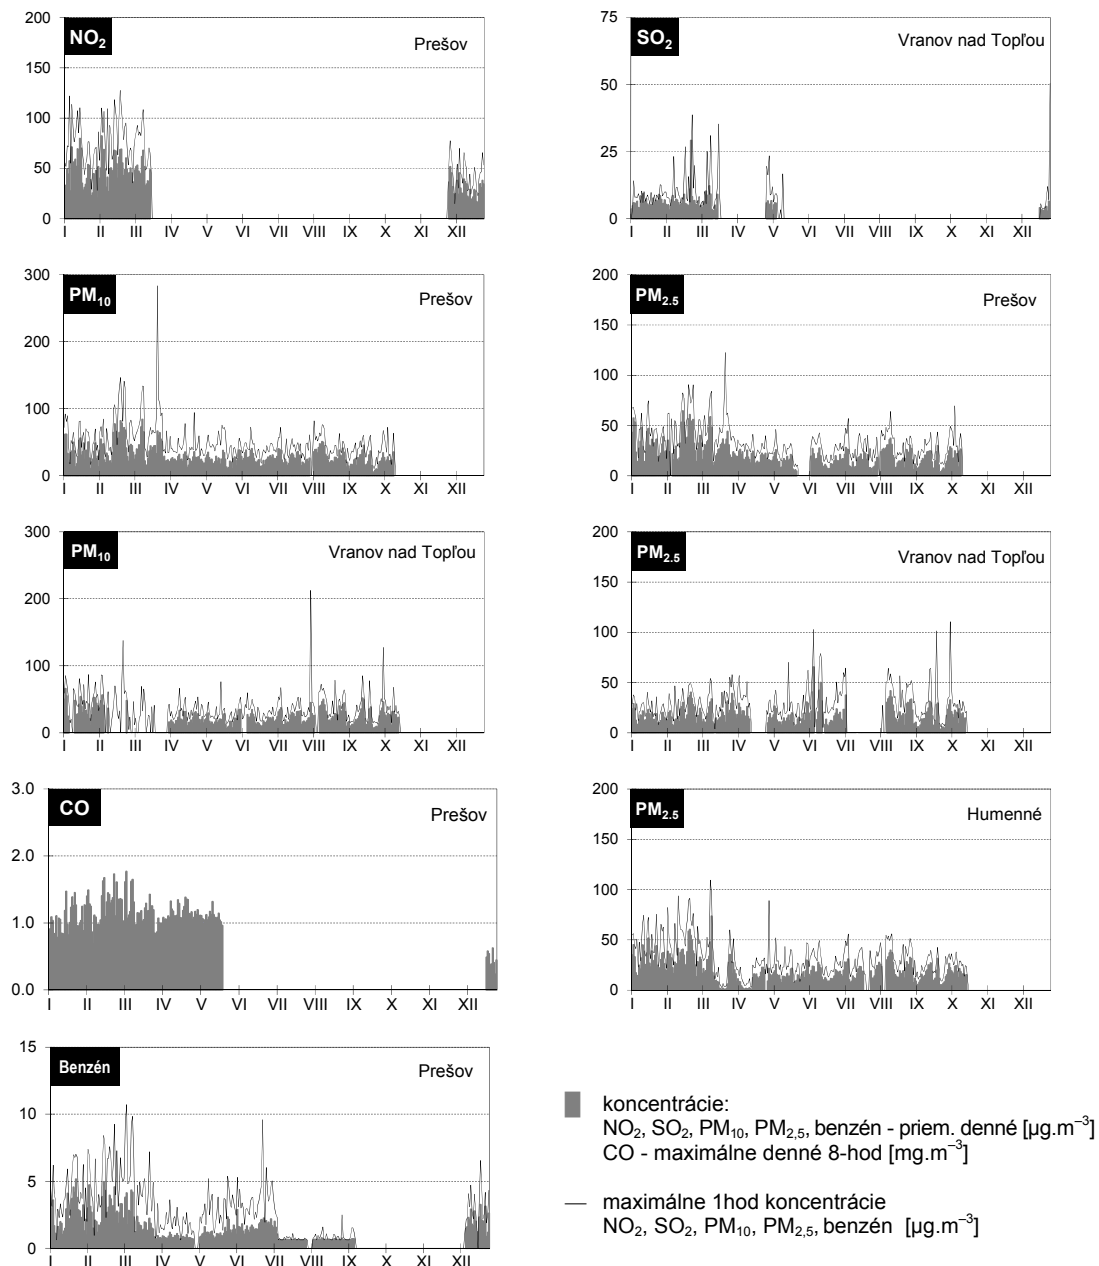 NO₂
Prešov
200
150
100
50
0
I II III IV V VI VII VIII IX X XI XII
SO₂
Vranov nad Topľou
75
50
25
0
I II III IV V VI VII VIII IX X XI XII
PM₁₀
Prešov
300
200
100
0
I II III IV V VI VII VIII IX X XI XII
PM₂.₅
Prešov
200
150
100
50
0
I II III IV V VI VII VIII IX X XI XII
PM₁₀
Vranov nad Topľou
300
200
100
0
I II III IV V VI VII VIII IX X XI XII
PM₂.₅
Vranov nad Topľou
200
150
100
50
0
I II III IV V VI VII VIII IX X XI XII
CO
Prešov
3.0
2.0
1.0
0.0
I II III IV V VI VII VIII IX X XI XII
PM₂.₅
Humenné
200
150
100
50
0
I II III IV V VI VII VIII IX X XI XII
Benzén
Prešov
15
10
5
0
I II III IV V VI VII VIII IX X XI XII
koncentrácie:
NO₂, SO₂, PM₁₀, PM₂,₅, benzén - priem. denné [µg.m⁻³]
CO - maximálne denné 8-hod [mg.m⁻³]
maximálne 1hod koncentrácie
NO₂, SO₂, PM₁₀, PM₂,₅, benzén [µg.m⁻³]